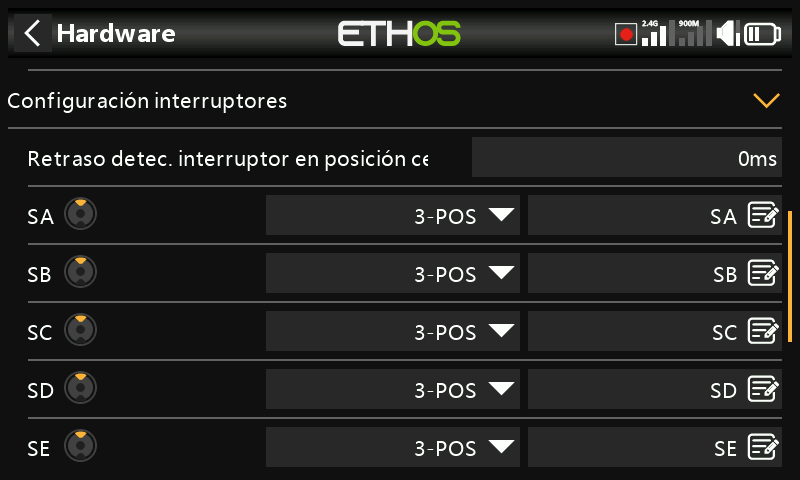 Hardware
ETHOS
2.4G
900M
Configuración interruptores
Retraso detec. interruptor en posición ce
0ms
SA
3-POS
SA
SB
3-POS
SB
SC
3-POS
SC
SD
3-POS
SD
SE
3-POS
SE